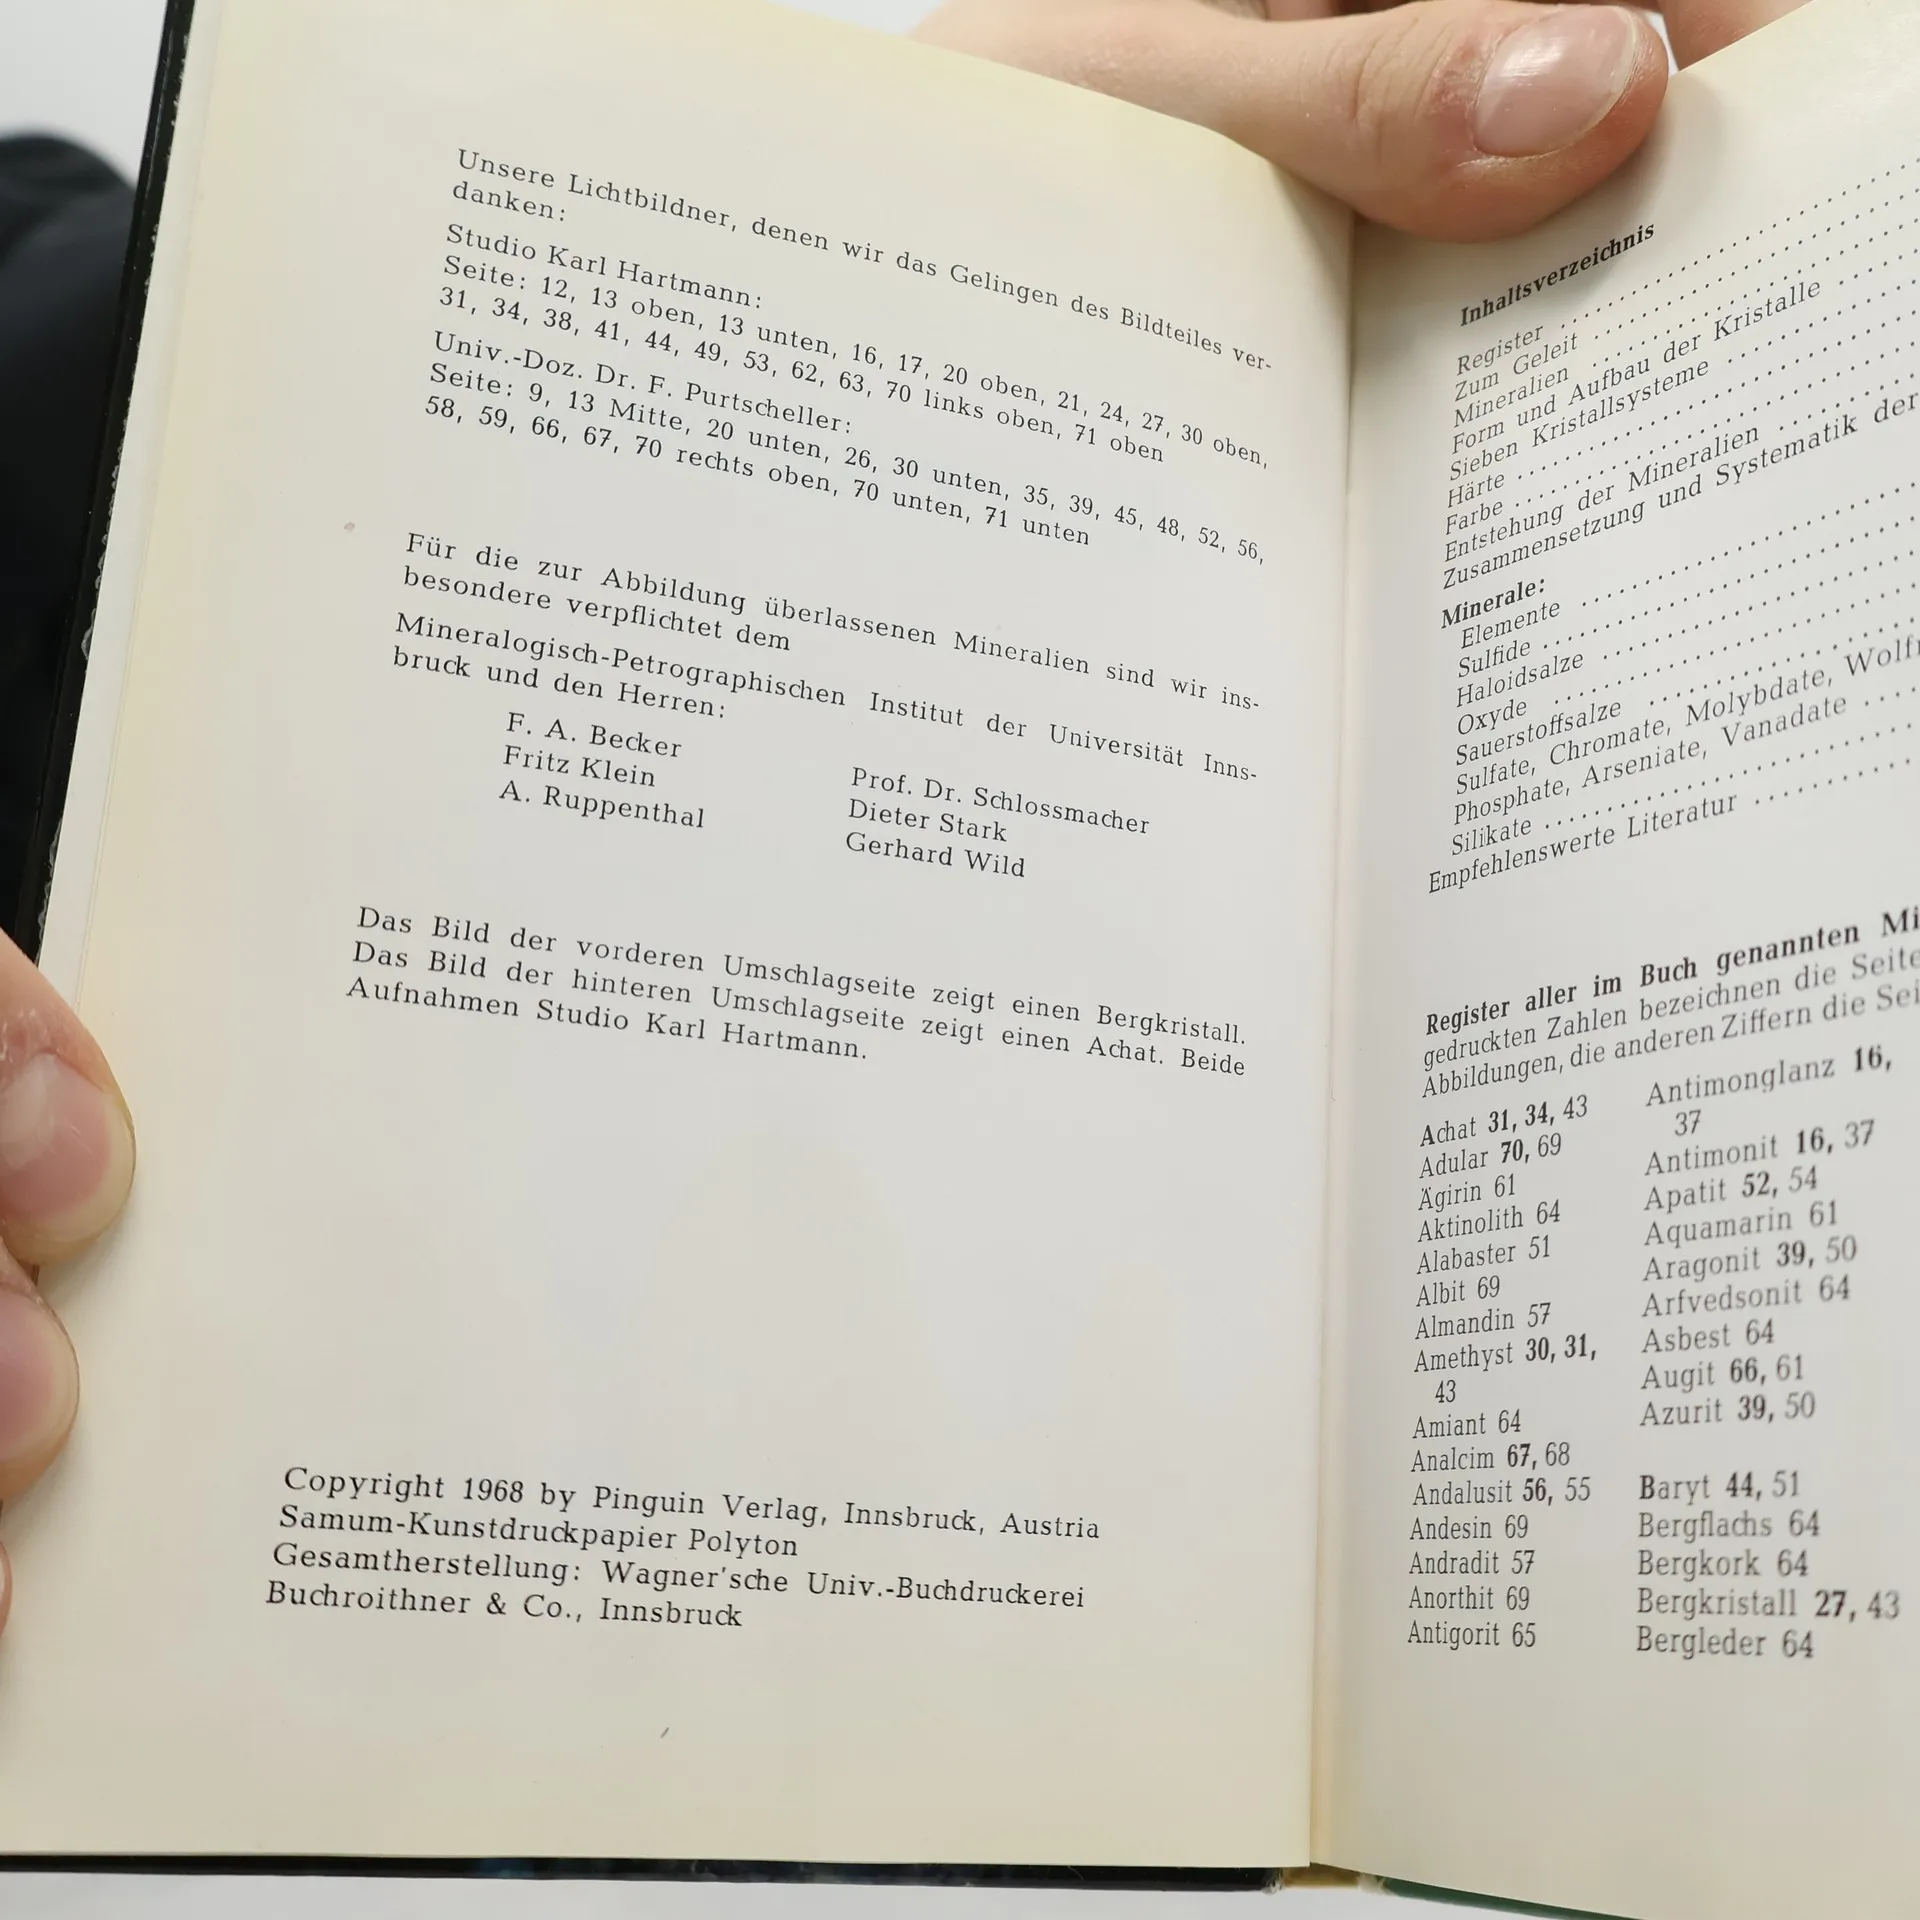 Unsere Lichtbildner, denen wir das Gelingen des Bildteiles ver-
danken:
Studio Karl Hartmann:
Seite: 12, 13 oben, 13 unten, 16, 17, 20 oben, 21, 24, 27, 30 oben,
31, 34, 38, 41, 44, 49, 53, 62, 63, 70 links oben, 71 oben
Univ.-Doz. Dr. F. Purtscheller:
Seite: 9, 13 Mitte, 20 unten, 26, 30 unten, 35, 39, 45, 48, 52, 56,
58, 59, 66, 67, 70 rechts oben, 70 unten, 71 unten
Für die zur Abbildung überlassenen Mineralien sind wir ins-
besondere verpflichtet dem
Mineralogisch-Petrographischen Institut der Universität Inns-
bruck und den Herren:
F. A. Becker
Fritz Klein
A. Ruppenthal
Prof. Dr. Schlossmacher
Dieter Stark
Gerhard Wild
Das Bild der vorderen Umschlagseite zeigt einen Bergkristall.
Das Bild der hinteren Umschlagseite zeigt einen Achat. Beide
Aufnahmen Studio Karl Hartmann.
Copyright 1968 by Pinguin Verlag, Innsbruck, Austria
Samum-Kunstdruckpapier Polyton
Gesamtherstellung: Wagner'sche Univ.-Buchdruckerei
Buchroithner & Co., Innsbruck
Inhaltsverzeichnis
Register
Zum Geleit
Mineralien
Form und Aufbau der Kristalle
Sieben Kristallsysteme
Härte
Farbe
Entstehung der Mineralien
Zusammensetzung und Systematik der
Minerale:
Elemente
Sulfide
Haloidsalze
Oxyde
Sauerstoffsalze
Sulfate, Chromate, Molybdate, Wolfr
Phosphate, Arseniate, Vanadate
Silikate
Empfehlenswerte Literatur
Register aller im Buch genannten Mi
gedruckten Zahlen bezeichnen die Seite
Abbildungen, die anderen Ziffern die Sei
Achat 31, 34, 43
Adular 70, 69
Ägirin 61
Aktinolith 64
Alabaster 51
Albit 69
Almandin 57
Amethyst 30, 31,
43
Amiant 64
Analcim 67, 68
Andalusit 56, 55
Andesin 69
Andradit 57
Anorthit 69
Antigorit 65
Antimonglanz 16,
37
Antimonit 16, 37
Apatit 52, 54
Aquamarin 61
Aragonit 39, 50
Arfvedsonit 64
Asbest 64
Augit 66, 61
Azurit 39, 50
Baryt 44, 51
Bergflachs 64
Bergkork 64
Bergkristall 27, 43
Bergleder 64